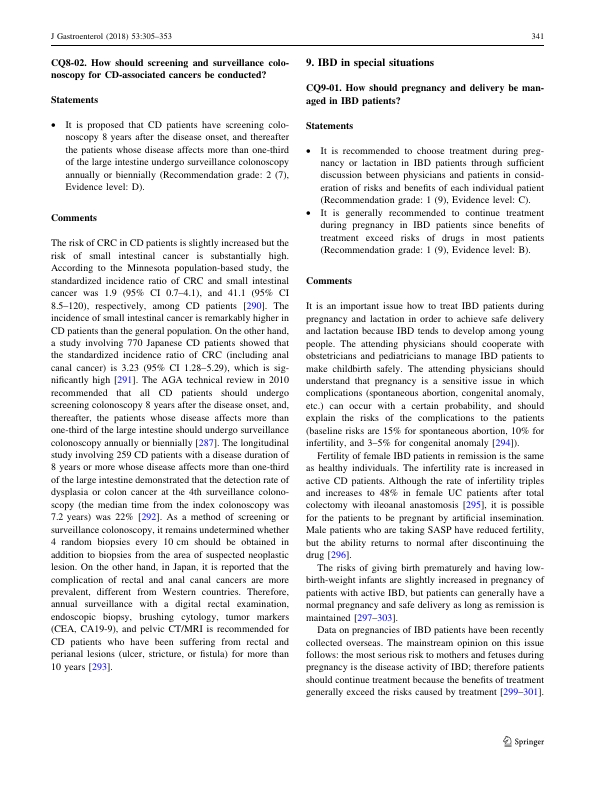 J Gastroenterol (2018) 53:305–353
341
CQ8-02. How should screening and surveillance colo-
noscopy for CD-associated cancers be conducted?
Statements
• It is proposed that CD patients have screening colo-
noscopy 8 years after the disease onset, and thereafter
the patients whose disease affects more than one-third
of the large intestine undergo surveillance colonoscopy
annually or biennially (Recommendation grade: 2 (7),
Evidence level: D).
Comments
The risk of CRC in CD patients is slightly increased but the
risk of small intestinal cancer is substantially high.
According to the Minnesota population-based study, the
standardized incidence ratio of CRC and small intestinal
cancer was 1.9 (95% CI 0.7–4.1), and 41.1 (95% CI
8.5–120), respectively, among CD patients [290]. The
incidence of small intestinal cancer is remarkably higher in
CD patients than the general population. On the other hand,
a study involving 770 Japanese CD patients showed that
the standardized incidence ratio of CRC (including anal
canal cancer) is 3.23 (95% CI 1.28–5.29), which is sig-
nificantly high [291]. The AGA technical review in 2010
recommended that all CD patients should undergo
screening colonoscopy 8 years after the disease onset, and,
thereafter, the patients whose disease affects more than
one-third of the large intestine should undergo surveillance
colonoscopy annually or biennially [287]. The longitudinal
study involving 259 CD patients with a disease duration of
8 years or more whose disease affects more than one-third
of the large intestine demonstrated that the detection rate of
dysplasia or colon cancer at the 4th surveillance colono-
scopy (the median time from the index colonoscopy was
7.2 years) was 22% [292]. As a method of screening or
surveillance colonoscopy, it remains undetermined whether
4 random biopsies every 10 cm should be obtained in
addition to biopsies from the area of suspected neoplastic
lesion. On the other hand, in Japan, it is reported that the
complication of rectal and anal canal cancers are more
prevalent, different from Western countries. Therefore,
annual surveillance with a digital rectal examination,
endoscopic biopsy, brushing cytology, tumor markers
(CEA, CA19-9), and pelvic CT/MRI is recommended for
CD patients who have been suffering from rectal and
perianal lesions (ulcer, stricture, or fistula) for more than
10 years [293].
9. IBD in special situations
CQ9-01. How should pregnancy and delivery be man-
aged in IBD patients?
Statements
• It is recommended to choose treatment during preg-
nancy or lactation in IBD patients through sufficient
discussion between physicians and patients in consid-
eration of risks and benefits of each individual patient
(Recommendation grade: 1 (9), Evidence level: C).
• It is generally recommended to continue treatment
during pregnancy in IBD patients since benefits of
treatment exceed risks of drugs in most patients
(Recommendation grade: 1 (9), Evidence level: B).
Comments
It is an important issue how to treat IBD patients during
pregnancy and lactation in order to achieve safe delivery
and lactation because IBD tends to develop among young
people. The attending physicians should cooperate with
obstetricians and pediatricians to manage IBD patients to
make childbirth safely. The attending physicians should
understand that pregnancy is a sensitive issue in which
complications (spontaneous abortion, congenital anomaly,
etc.) can occur with a certain probability, and should
explain the risks of the complications to the patients
(baseline risks are 15% for spontaneous abortion, 10% for
infertility, and 3–5% for congenital anomaly [294]).
Fertility of female IBD patients in remission is the same
as healthy individuals. The infertility rate is increased in
active CD patients. Although the rate of infertility triples
and increases to 48% in female UC patients after total
colectomy with ileoanal anastomosis [295], it is possible
for the patients to be pregnant by artificial insemination.
Male patients who are taking SASP have reduced fertility,
but the ability returns to normal after discontinuing the
drug [296].
The risks of giving birth prematurely and having low-
birth-weight infants are slightly increased in pregnancy of
patients with active IBD, but patients can generally have a
normal pregnancy and safe delivery as long as remission is
maintained [297–303].
Data on pregnancies of IBD patients have been recently
collected overseas. The mainstream opinion on this issue
follows: the most serious risk to mothers and fetuses during
pregnancy is the disease activity of IBD; therefore patients
should continue treatment because the benefits of treatment
generally exceed the risks caused by treatment [299–301].
Springer